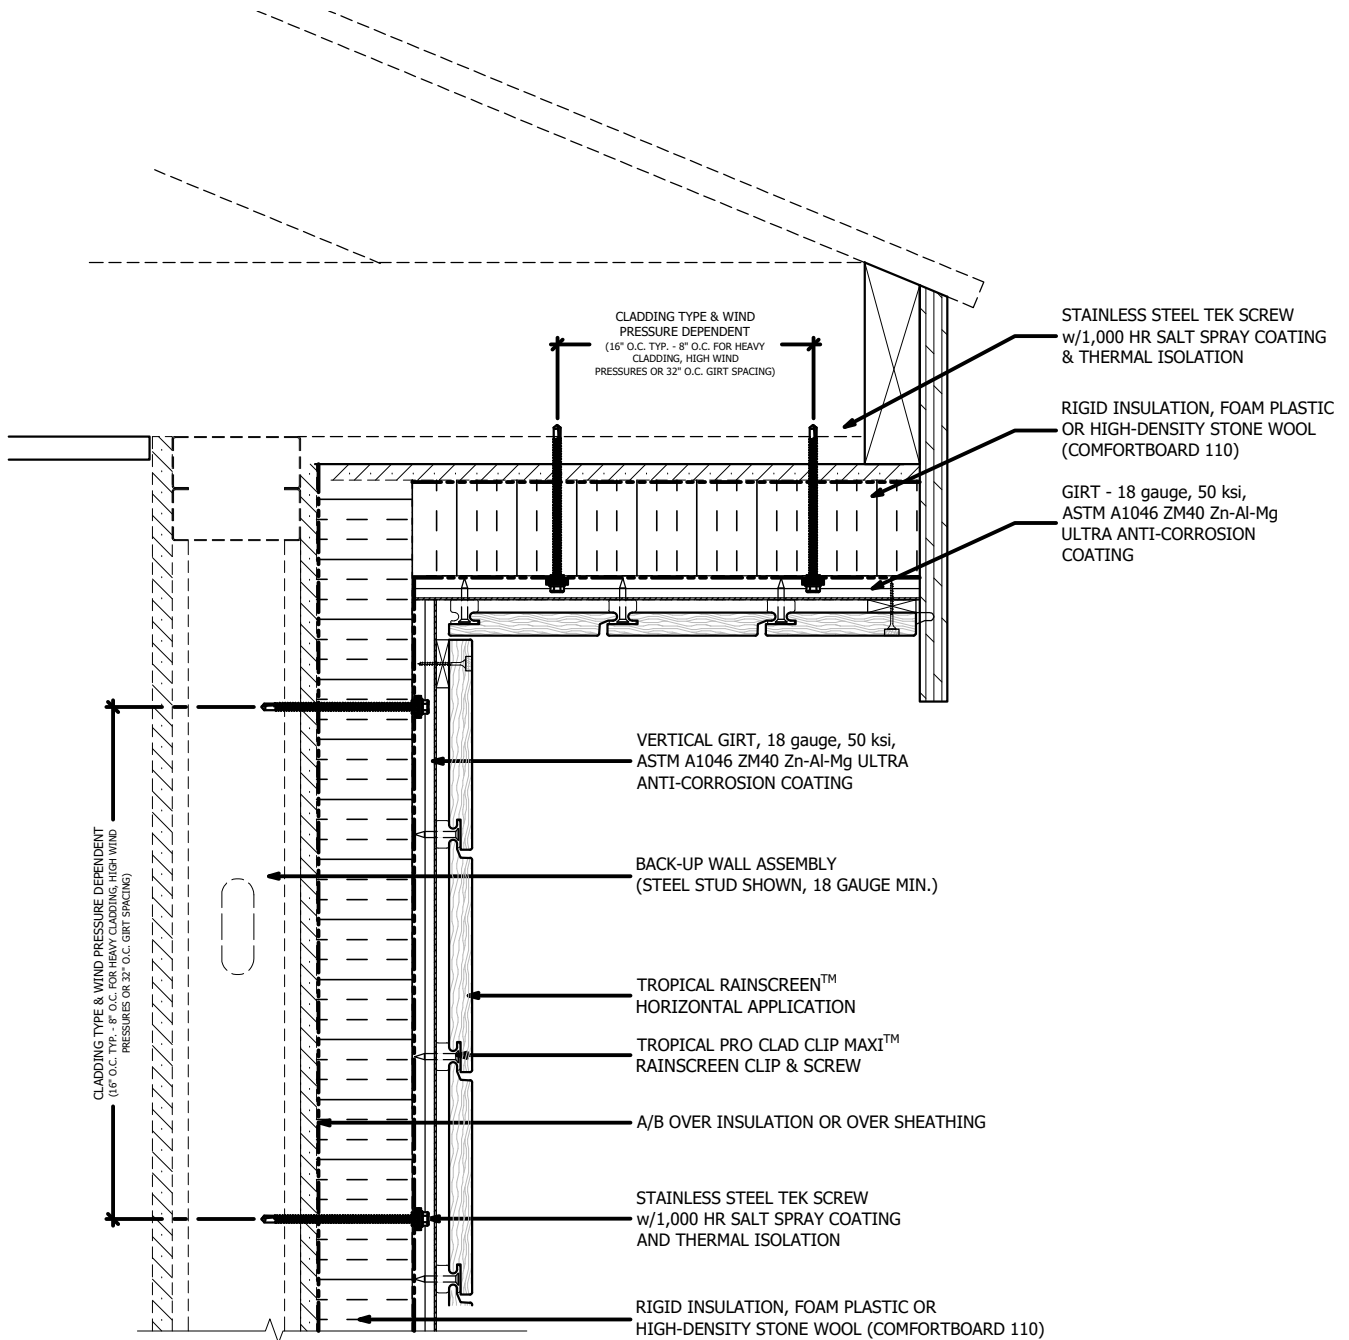 CLADDING TYPE & WIND
PRESSURE DEPENDENT
(16" O.C. TYP. - 8" O.C. FOR HEAVY
CLADDING, HIGH WIND
PRESSURES OR 32" O.C. GIRT SPACING)
STAINLESS STEEL TEK SCREW
w/1,000 HR SALT SPRAY COATING
& THERMAL ISOLATION
RIGID INSULATION, FOAM PLASTIC
OR HIGH-DENSITY STONE WOOL
(COMFORTBOARD 110)
GIRT - 18 gauge, 50 ksi,
ASTM A1046 ZM40 Zn-Al-Mg
ULTRA ANTI-CORROSION
COATING
VERTICAL GIRT, 18 gauge, 50 ksi,
ASTM A1046 ZM40 Zn-Al-Mg ULTRA
ANTI-CORROSION COATING
CLADDING TYPE & WIND PRESSURE DEPENDENT
(16" O.C. TYP. - 8" O.C. FOR HEAVY CLADDING, HIGH WIND
PRESSURES OR 32" O.C. GIRT SPACING)
BACK-UP WALL ASSEMBLY
(STEEL STUD SHOWN, 18 GAUGE MIN.)
TROPICAL RAINSCREEN™
HORIZONTAL APPLICATION
TROPICAL PRO CLAD CLIP MAXI™
RAINSCREEN CLIP & SCREW
A/B OVER INSULATION OR OVER SHEATHING
STAINLESS STEEL TEK SCREW
w/1,000 HR SALT SPRAY COATING
AND THERMAL ISOLATION
RIGID INSULATION, FOAM PLASTIC OR
HIGH-DENSITY STONE WOOL (COMFORTBOARD 110)